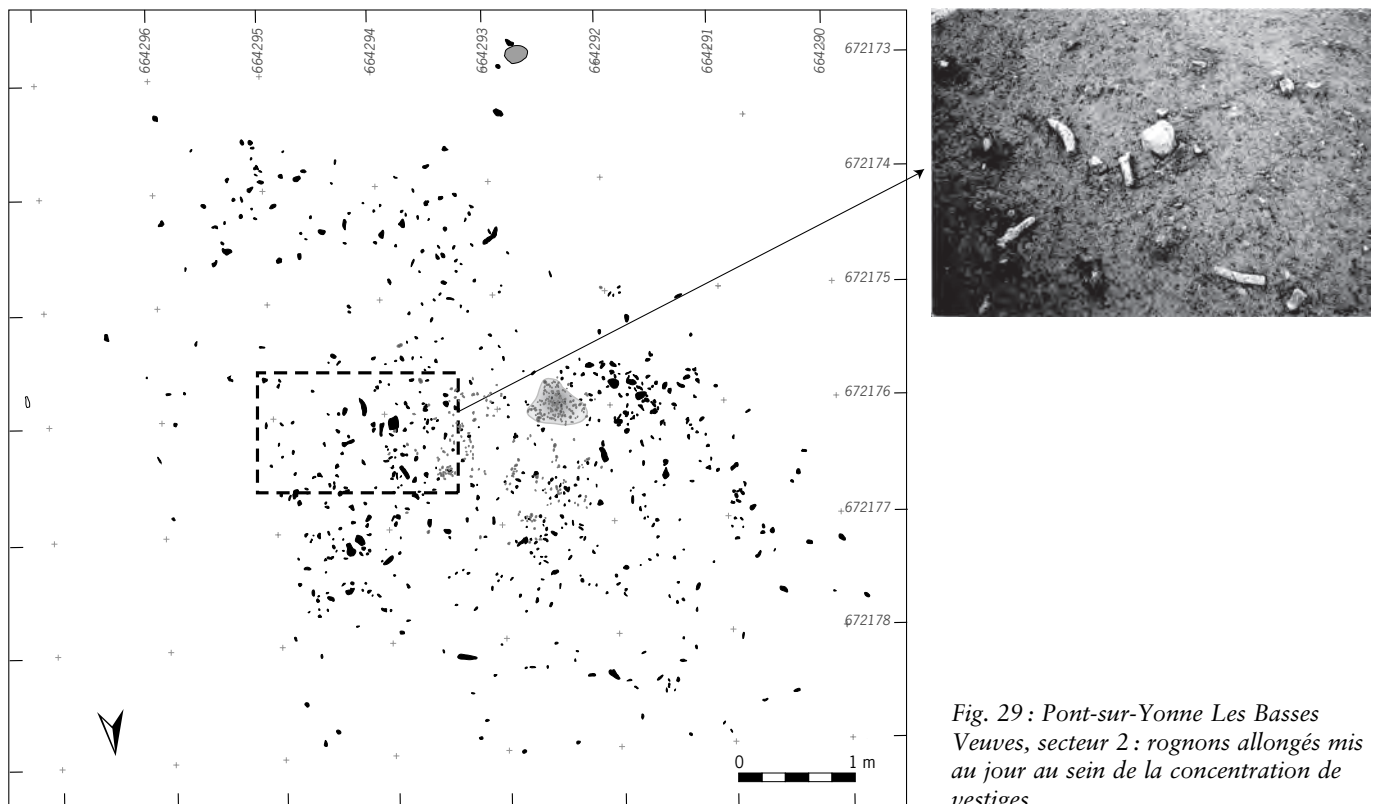 664296
664295
664294
664293
664292
664291
664290
672173
672174
672175
672176
672177
672178
0 1 m
Fig. 29 : Pont-sur-Yonne Les Basses
Veuves, secteur 2 : rognons allongés mis
au jour au sein de la concentration de
vestiges